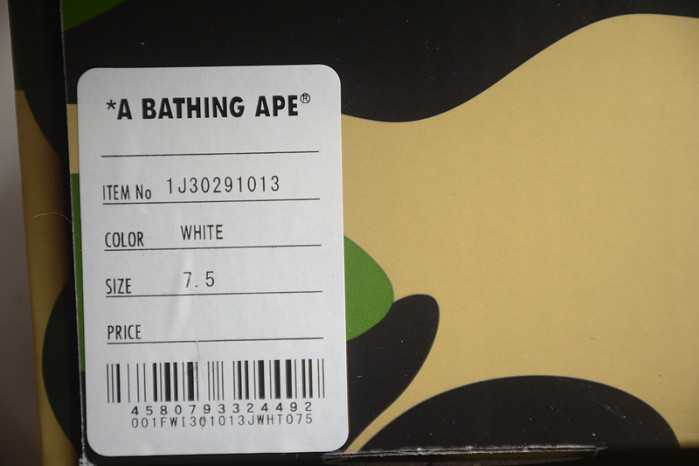 *A BATHING APE®
ITEM No 1J30291013
COLOR WHITE
SIZE 7.5
PRICE
4580793324492
001FWI301013JWHT075